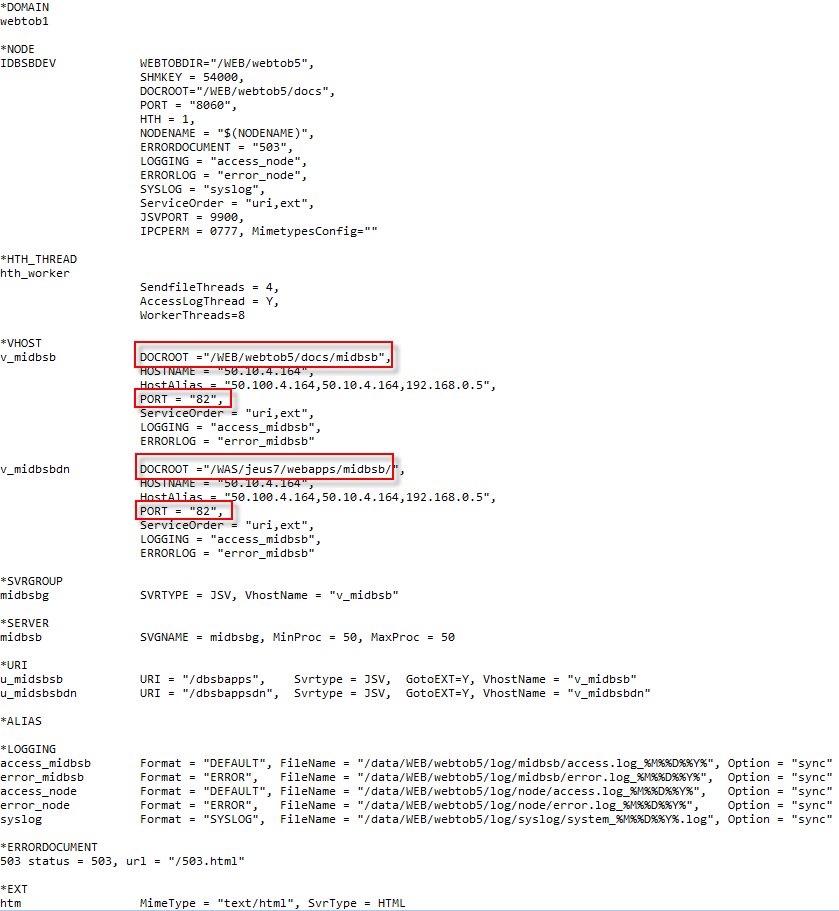 *DOMAIN
webtob1
*NODE
IDBSBDEV WEBTOBDIR="/WEB/webtob5",
SHMKEY = 54000,
DOCROOT="/WEB/webtob5/docs",
PORT = "8060",
HTH = 1,
NODENAME = "$(NODENAME)",
ERRORDOCUMENT = "503",
LOGGING = "access_node",
ERRORLOG = "error_node",
SYSLOG = "syslog",
ServiceOrder = "uri,ext",
JSVPORT = 9900,
IPCPERM = 0777, MimetypesConfig=""
*HTH_THREAD
hth_worker
SendfileThreads = 4,
AccessLogThread = Y,
WorkerThreads=8
*VHOST
v_midbsb DOCROOT ="/WEB/webtob5/docs/midbsb",
HOSTNAME = "50.10.4.164",
HostAlias = "50.100.4.164,50.10.4.164,192.168.0.5",
PORT = "82",
ServiceOrder = "uri,ext",
LOGGING = "access_midbsb",
ERRORLOG = "error_midbsb"
v_midbsbdn DOCROOT ="/WAS/jeus7/webapps/midbsb/",
HOSTNAME = "50.10.4.164",
HostAlias = "50.100.4.164,50.10.4.164,192.168.0.5",
PORT = "82",
ServiceOrder = "uri,ext",
LOGGING = "access_midbsb",
ERRORLOG = "error_midbsb"
*SVRGROUP
midbsbg SVRTYPE = JSV, VhostName = "v_midbsb"
*SERVER
midbsb SVGNAME = midbsbg, MinProc = 50, MaxProc = 50
*URI
u_midsbsb URI = "/dbsbapps", Svrtype = JSV, GotoEXT=Y, VhostName = "v_midbsb"
u_midsbsbdn URI = "/dbsbappsdn", Svrtype = JSV, GotoEXT=Y, VhostName = "v_midbsbdn"
*ALIAS
*LOGGING
access_midbsb Format = "DEFAULT", FileName = "/data/WEB/webtob5/log/midbsb/access.log_%M%%D%%Y%", Option = "sync"
error_midbsb Format = "ERROR", FileName = "/data/WEB/webtob5/log/midbsb/error.log_%M%%D%%Y%", Option = "sync"
access_node Format = "DEFAULT", FileName = "/data/WEB/webtob5/log/node/access.log_%M%%D%%Y%", Option = "sync"
error_node Format = "ERROR", FileName = "/data/WEB/webtob5/log/node/error.log_%M%%D%%Y%", Option = "sync"
syslog Format = "SYSLOG", FileName = "/data/WEB/webtob5/log/syslog/system_%M%%D%%Y%.log", Option = "sync"
*ERRORDOCUMENT
503 status = 503, url = "/503.html"
*EXT
htm MimeType = "text/html", SvrType = HTML